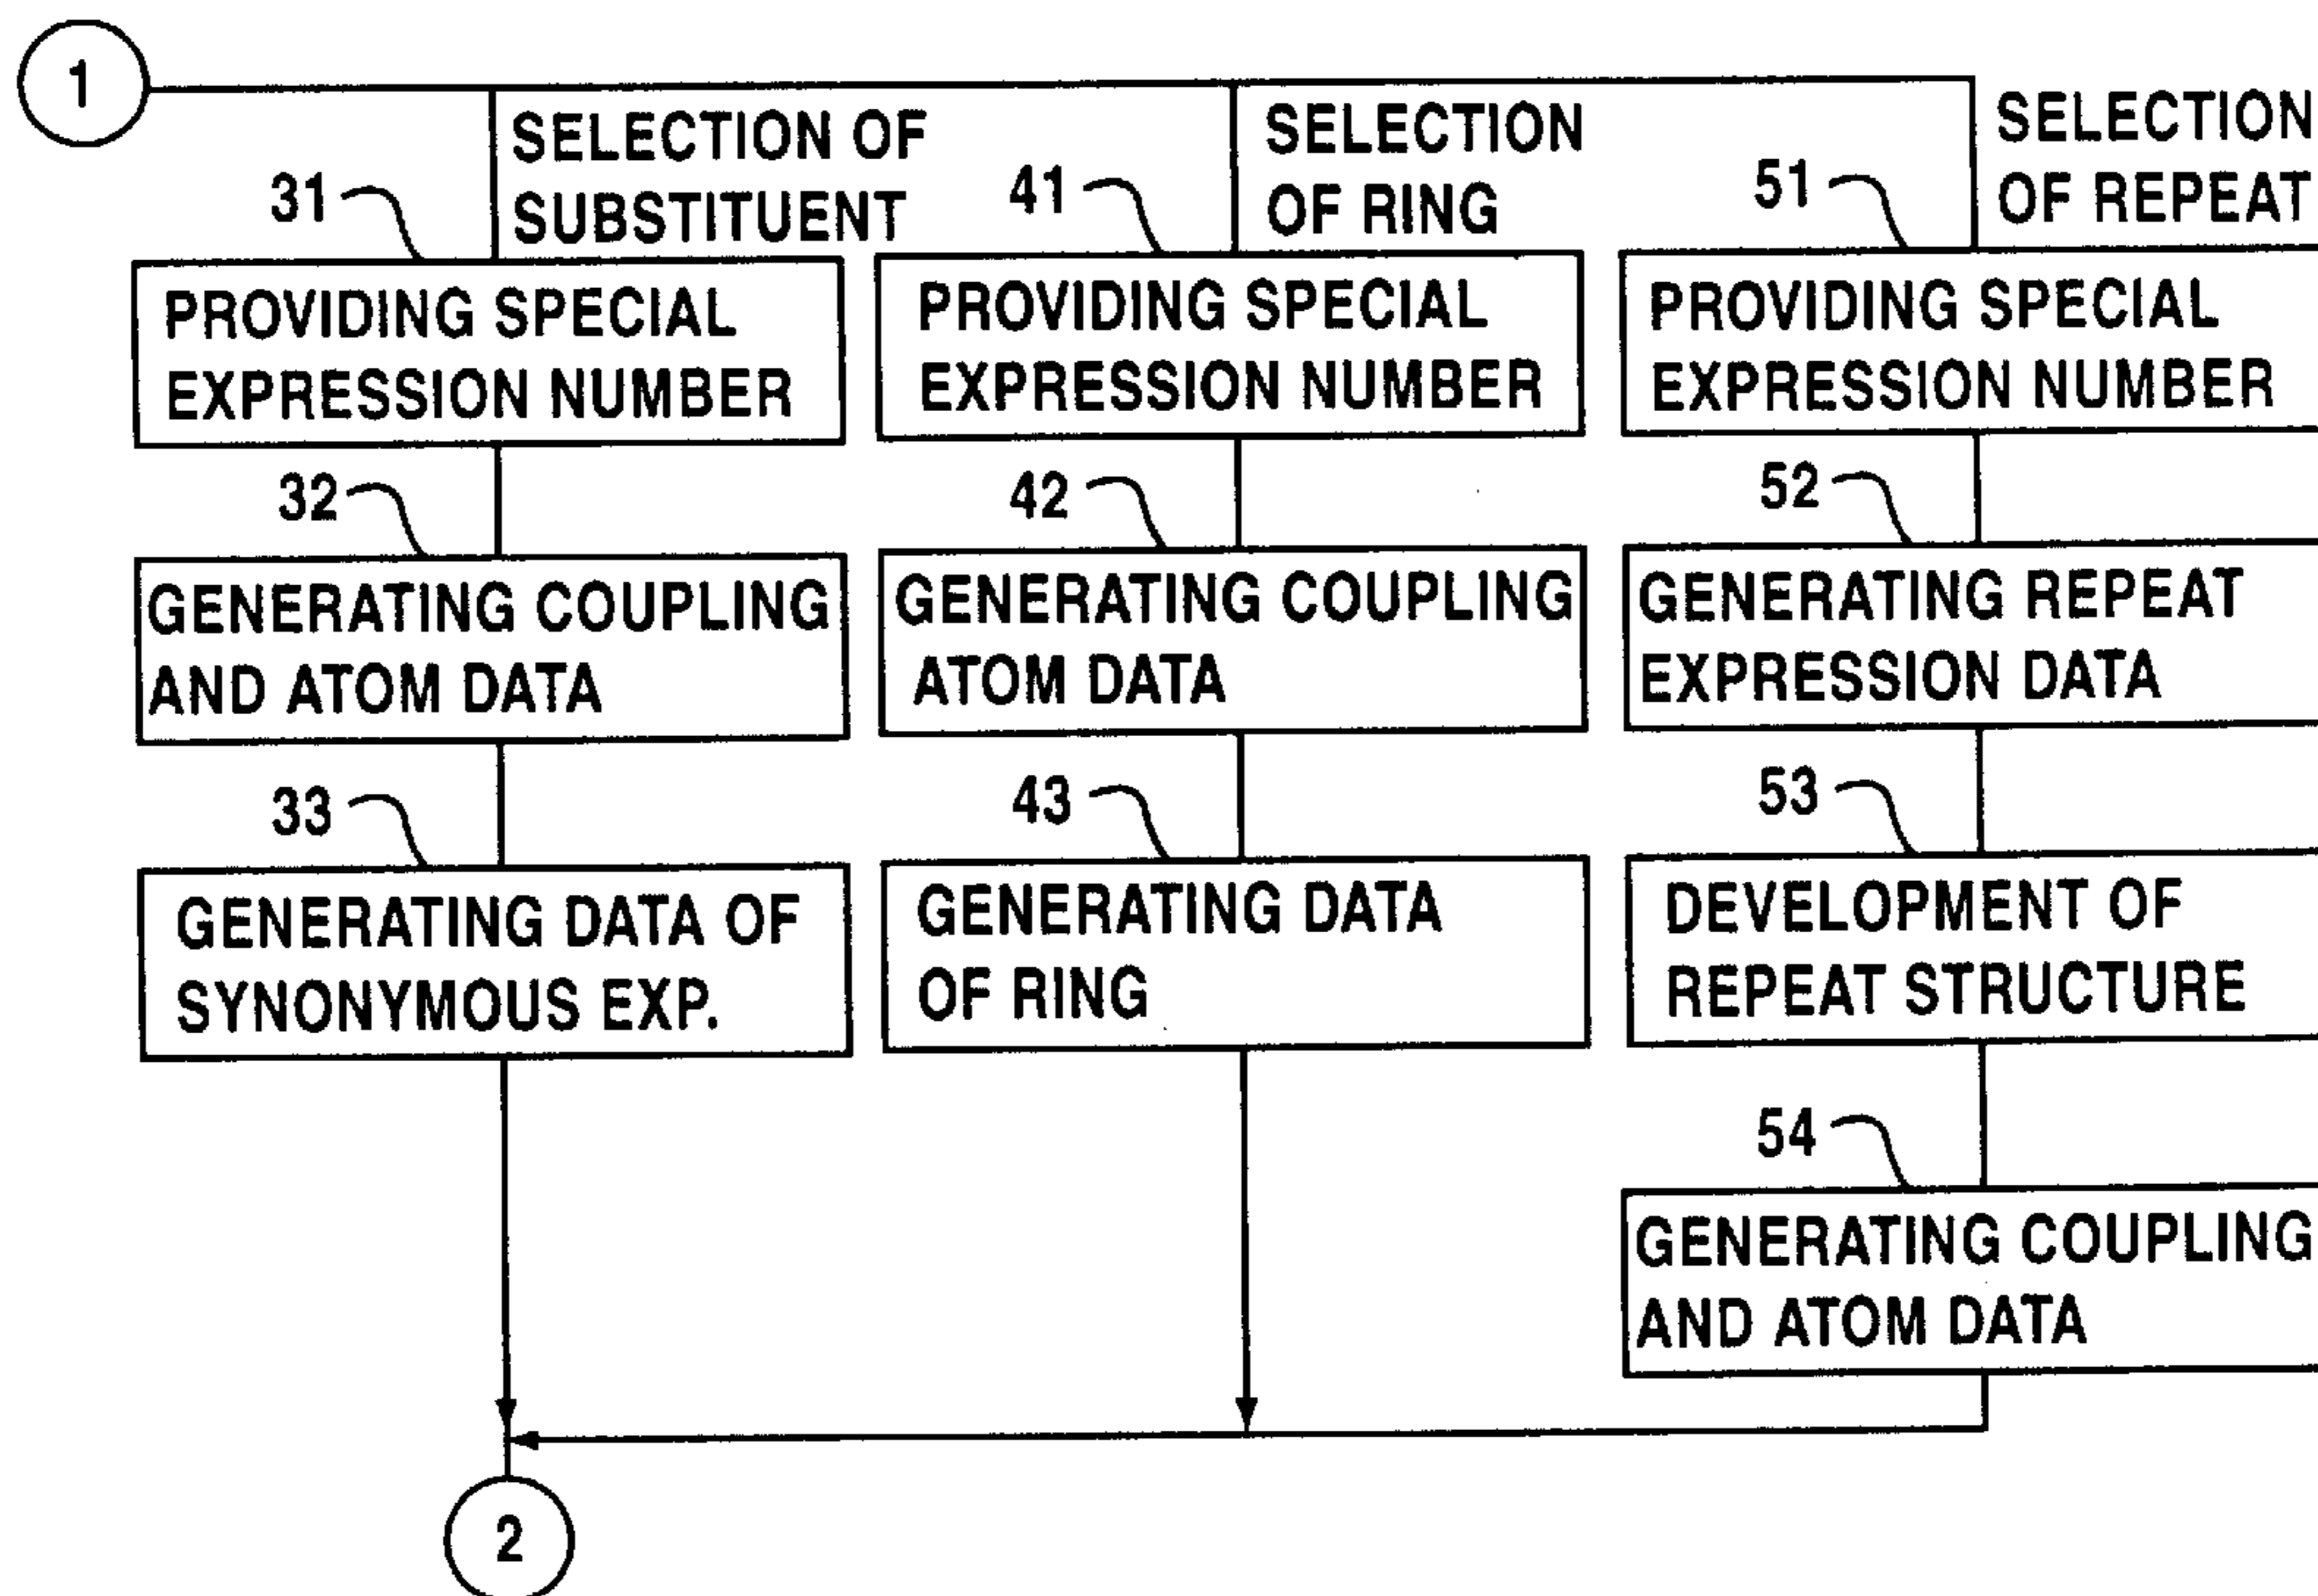 1
SELECTION OF
SUBSTITUENT
31
PROVIDING SPECIAL
EXPRESSION NUMBER
32
GENERATING COUPLING
AND ATOM DATA
33
GENERATING DATA OF
SYNONYMOUS EXP.
SELECTION
OF RING
41
PROVIDING SPECIAL
EXPRESSION NUMBER
42
GENERATING COUPLING
ATOM DATA
43
GENERATING DATA
OF RING
SELECTION
OF REPEAT
51
PROVIDING SPECIAL
EXPRESSION NUMBER
52
GENERATING REPEAT
EXPRESSION DATA
53
DEVELOPMENT OF
REPEAT STRUCTURE
54
GENERATING COUPLING
AND ATOM DATA
2